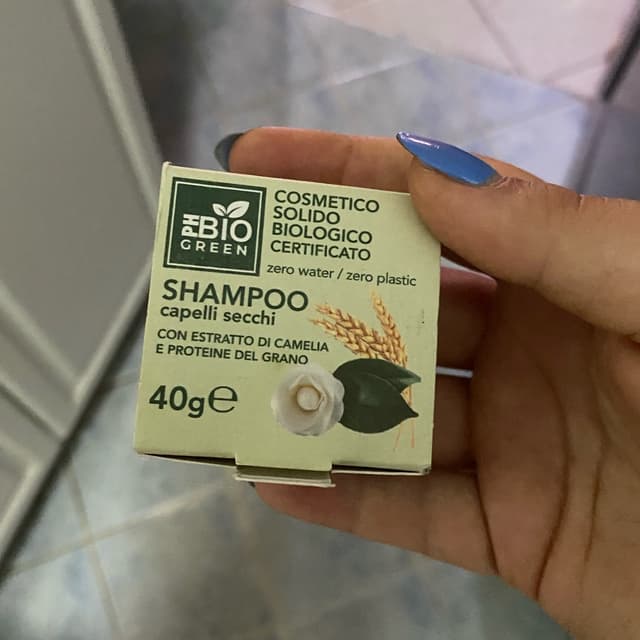 PH BIO
GREEN
COSMETICO
SOLIDO
BIOLOGICO
CERTIFICATO
zero water / zero plastic
SHAMPOO
capelli secchi
CON ESTRATTO DI CAMELIA
E PROTEINE DEL GRANO
40g℮